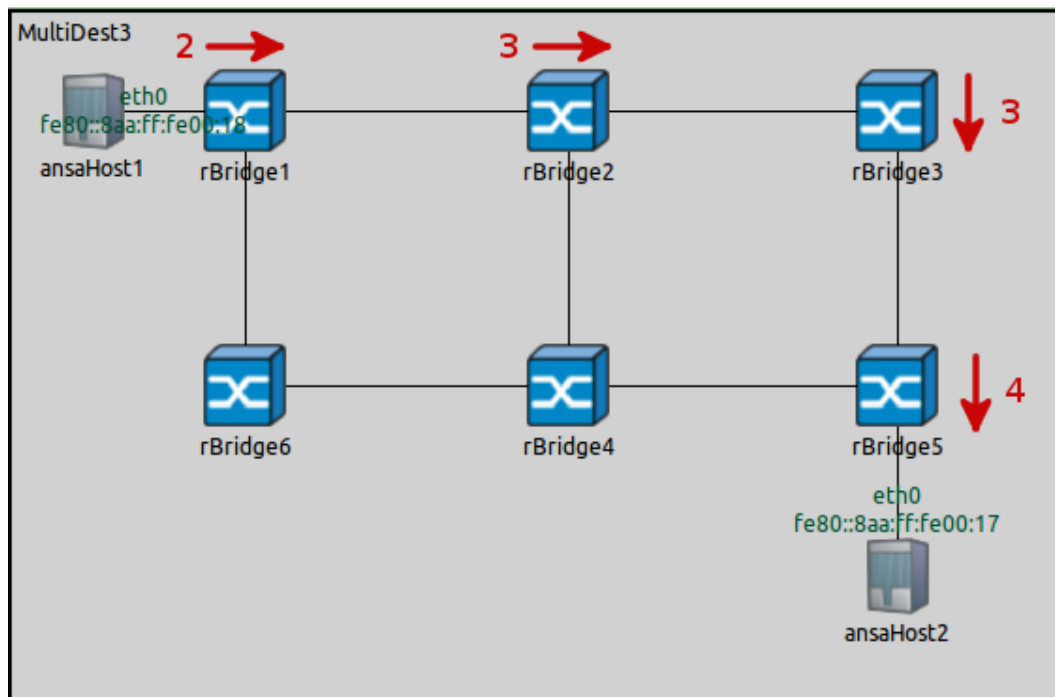 MultiDest3
2
3
eth0
fe80::8aa:ff:fe00:18
3
ansaHost1
rBridge1
rBridge2
rBridge3
4
rBridge6
rBridge4
rBridge5
eth0
fe80::8aa:ff:fe00:17
ansaHost2